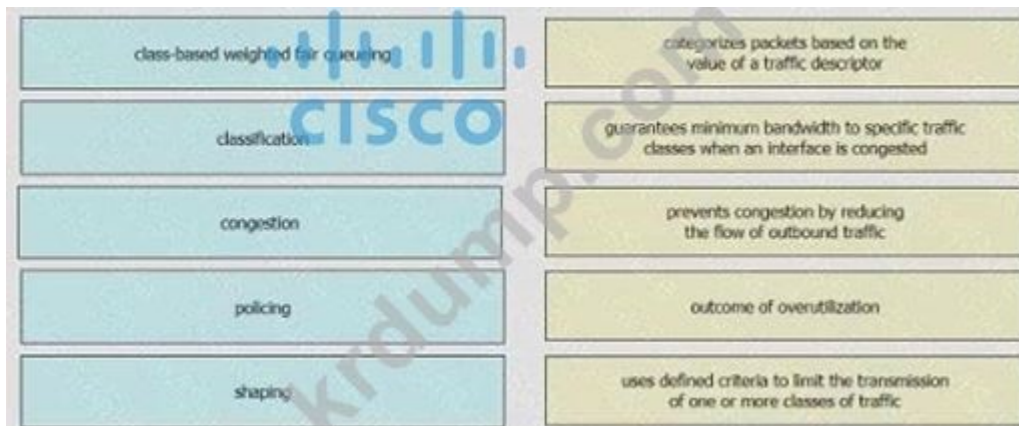 class-based weighted fair queuing
classification
congestion
policing
shaping
categorizes packets based on the
value of a traffic descriptor
guarantees minimum bandwidth to specific traffic
classes when an interface is congested
prevents congestion by reducing
the flow of outbound traffic
outcome of overutilization
uses defined criteria to limit the transmission
of one or more classes of traffic
CISCO
krdump.com